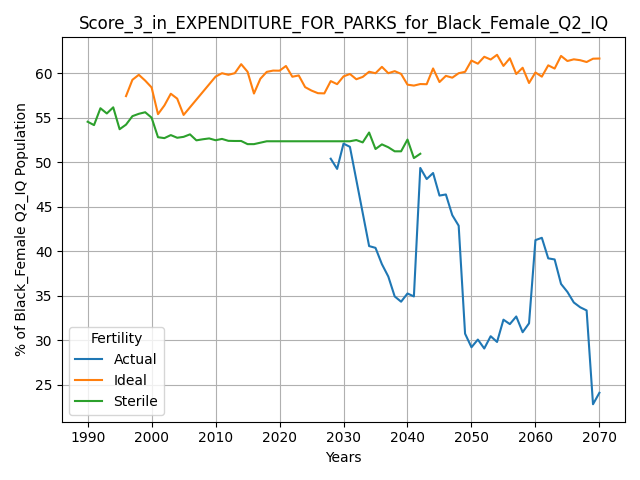 Score_3_in_EXPENDITURE_FOR_PARKS_for_Black_Female_Q2_IQ
% of Black_Female Q2_IQ Population
60
55
50
45
40
35
30
25
Fertility
Actual
Ideal
Sterile
1990 2000 2010 2020 2030 2040 2050 2060 2070
Years